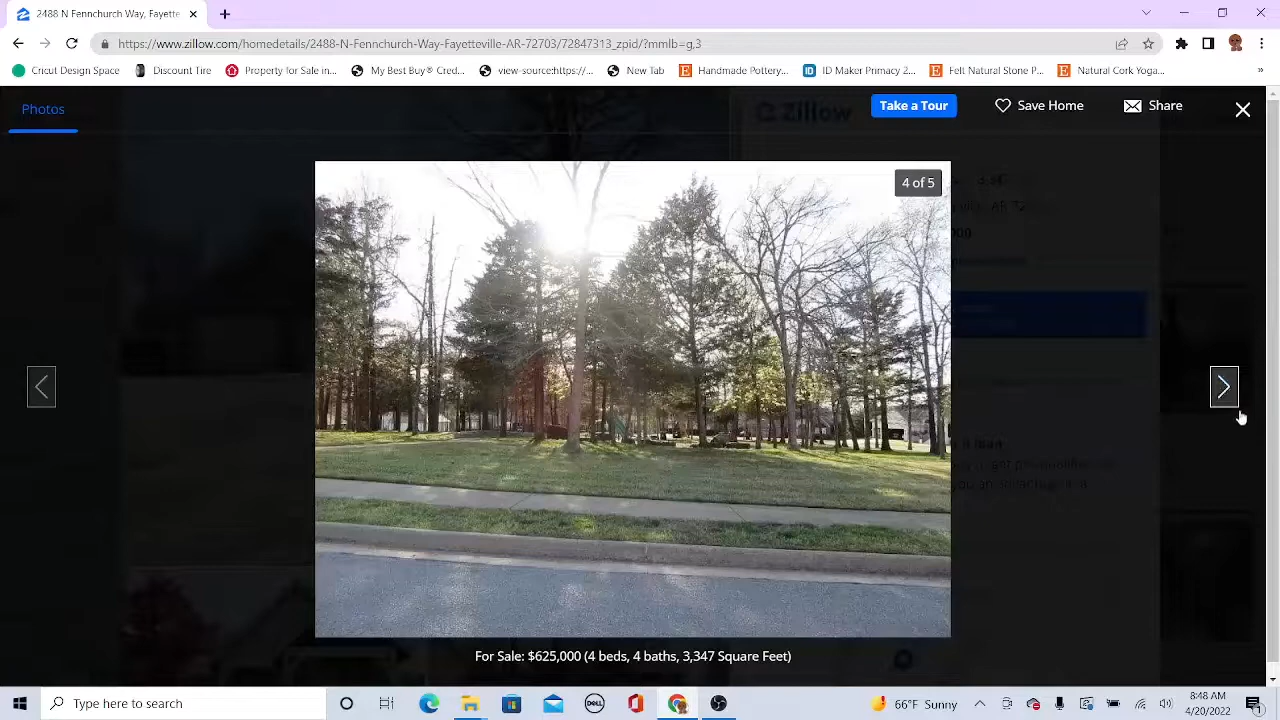 2488 N Fennchurch Way, Fayette
https://www.zillow.com/homedetails/2488-N-Fennchurch-Way-Fayetteville-AR-72703/72847313_zpid/?mmlb=g,3
Cricut Design Space
Discount Tire
Property for Sale in...
My Best Buy® Cr...
view-source:https://...
New Tab
Handmade Pottery...
ID Maker Primacy 2...
Felt Natural Stone P...
Natural Cork Yoga...
»
Photos
Zillow
Take a Tour
Save Home
Share
4 of 5
For Sale: $625,000 (4 beds, 4 baths, 3,347 Square Feet)
Type here to search
DELL
66°F Sunny
8:48 AM
4/20/2022